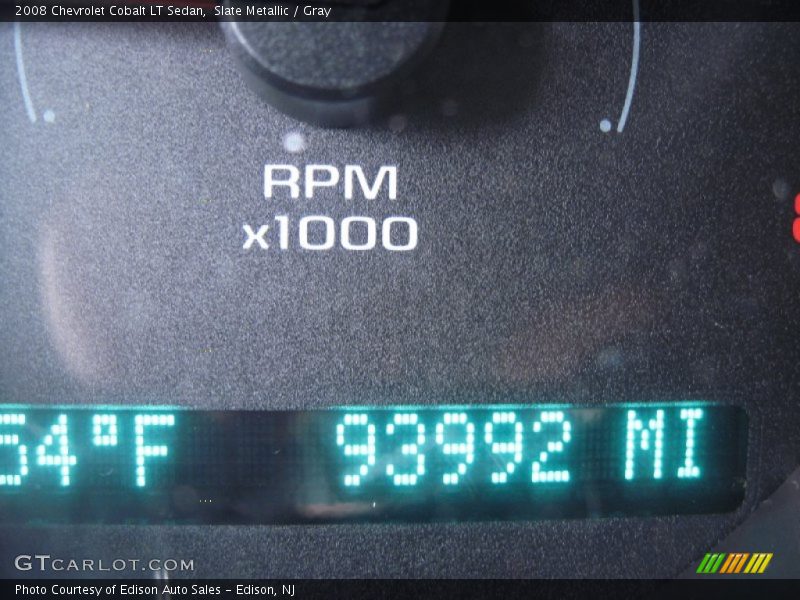 2008 Chevrolet Cobalt LT Sedan, Slate Metallic / Gray
RPM
x1000
54°F 93992 MI
GTCARLOT.COM
Photo Courtesy of Edison Auto Sales - Edison, NJ